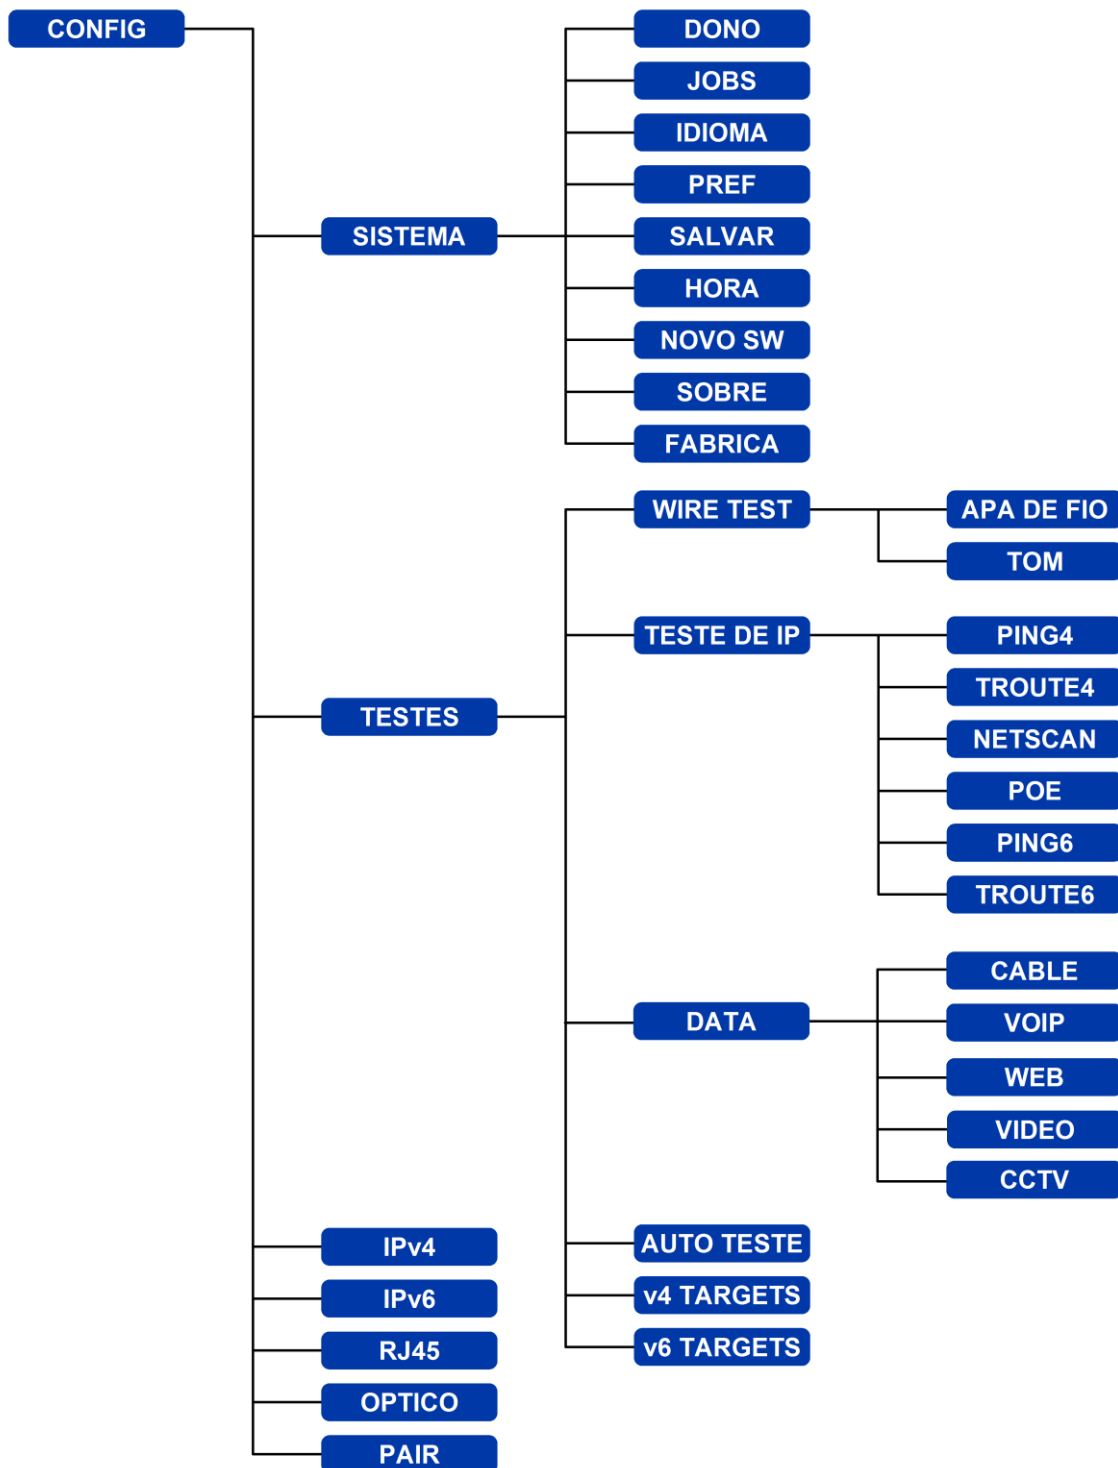 CONFIG
SISTEMA
DONO
JOBS
IDIOMA
PREF
SALVAR
HORA
NOVO SW
SOBRE
FABRICA
TESTES
WIRE TEST
APA DE FIO
TOM
TESTE DE IP
PING4
TROUTE4
NETSCAN
POE
PING6
TROUTE6
DATA
CABLE
VOIP
WEB
VIDEO
CCTV
AUTO TESTE
v4 TARGETS
v6 TARGETS
IPv4
IPv6
RJ45
OPTICO
PAIR